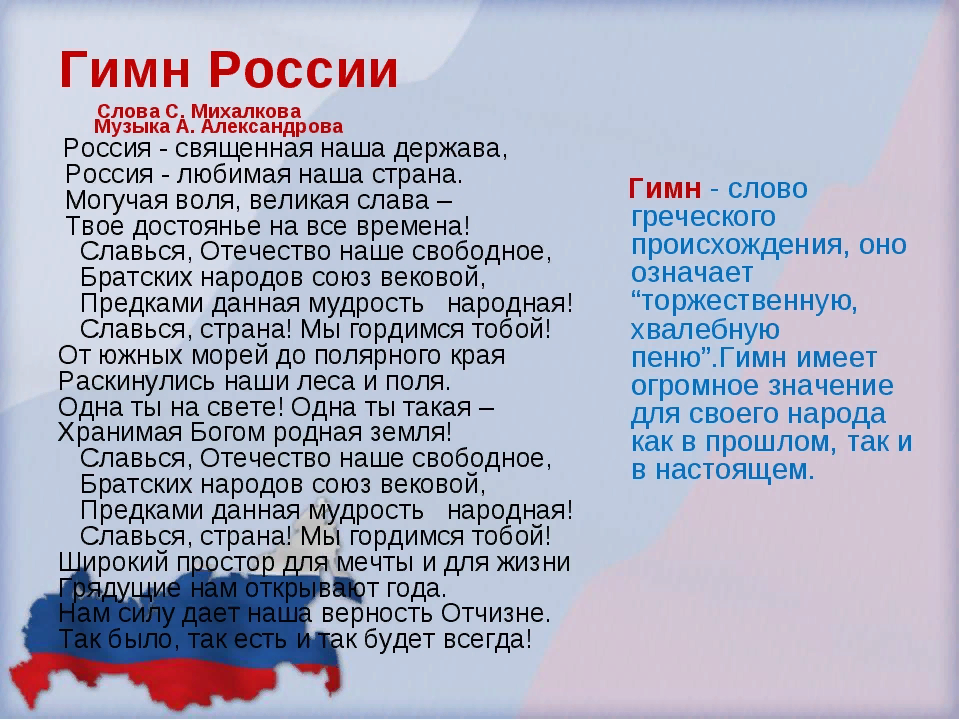 Гимн России
Слова С. Михалкова
Музыка А. Александрова
Россия - священная наша держава,
Россия - любимая наша страна.
Могучая воля, великая слава –
Твое достоянье на все времена!
Славься, Отечество наше свободное,
Братских народов союз вековой,
Предками данная мудрость народная!
Славься, страна! Мы гордимся тобой!
От южных морей до полярного края
Раскинулись наши леса и поля.
Одна ты на свете! Одна ты такая –
Хранимая Богом родная земля!
Славься, Отечество наше свободное,
Братских народов союз вековой,
Предками данная мудрость народная!
Славься, страна! Мы гордимся тобой!
Широкий простор для мечты и для жизни
Грядущие нам открывают года.
Нам силу дает наша верность Отчизне.
Так было, так есть и так будет всегда!
Гимн - слово
греческого
происхождения, оно
означает
“торжественную,
хвалебную
пеню”.Гимн имеет
огромное значение
для своего народа
как в прошлом, так и
в настоящем.